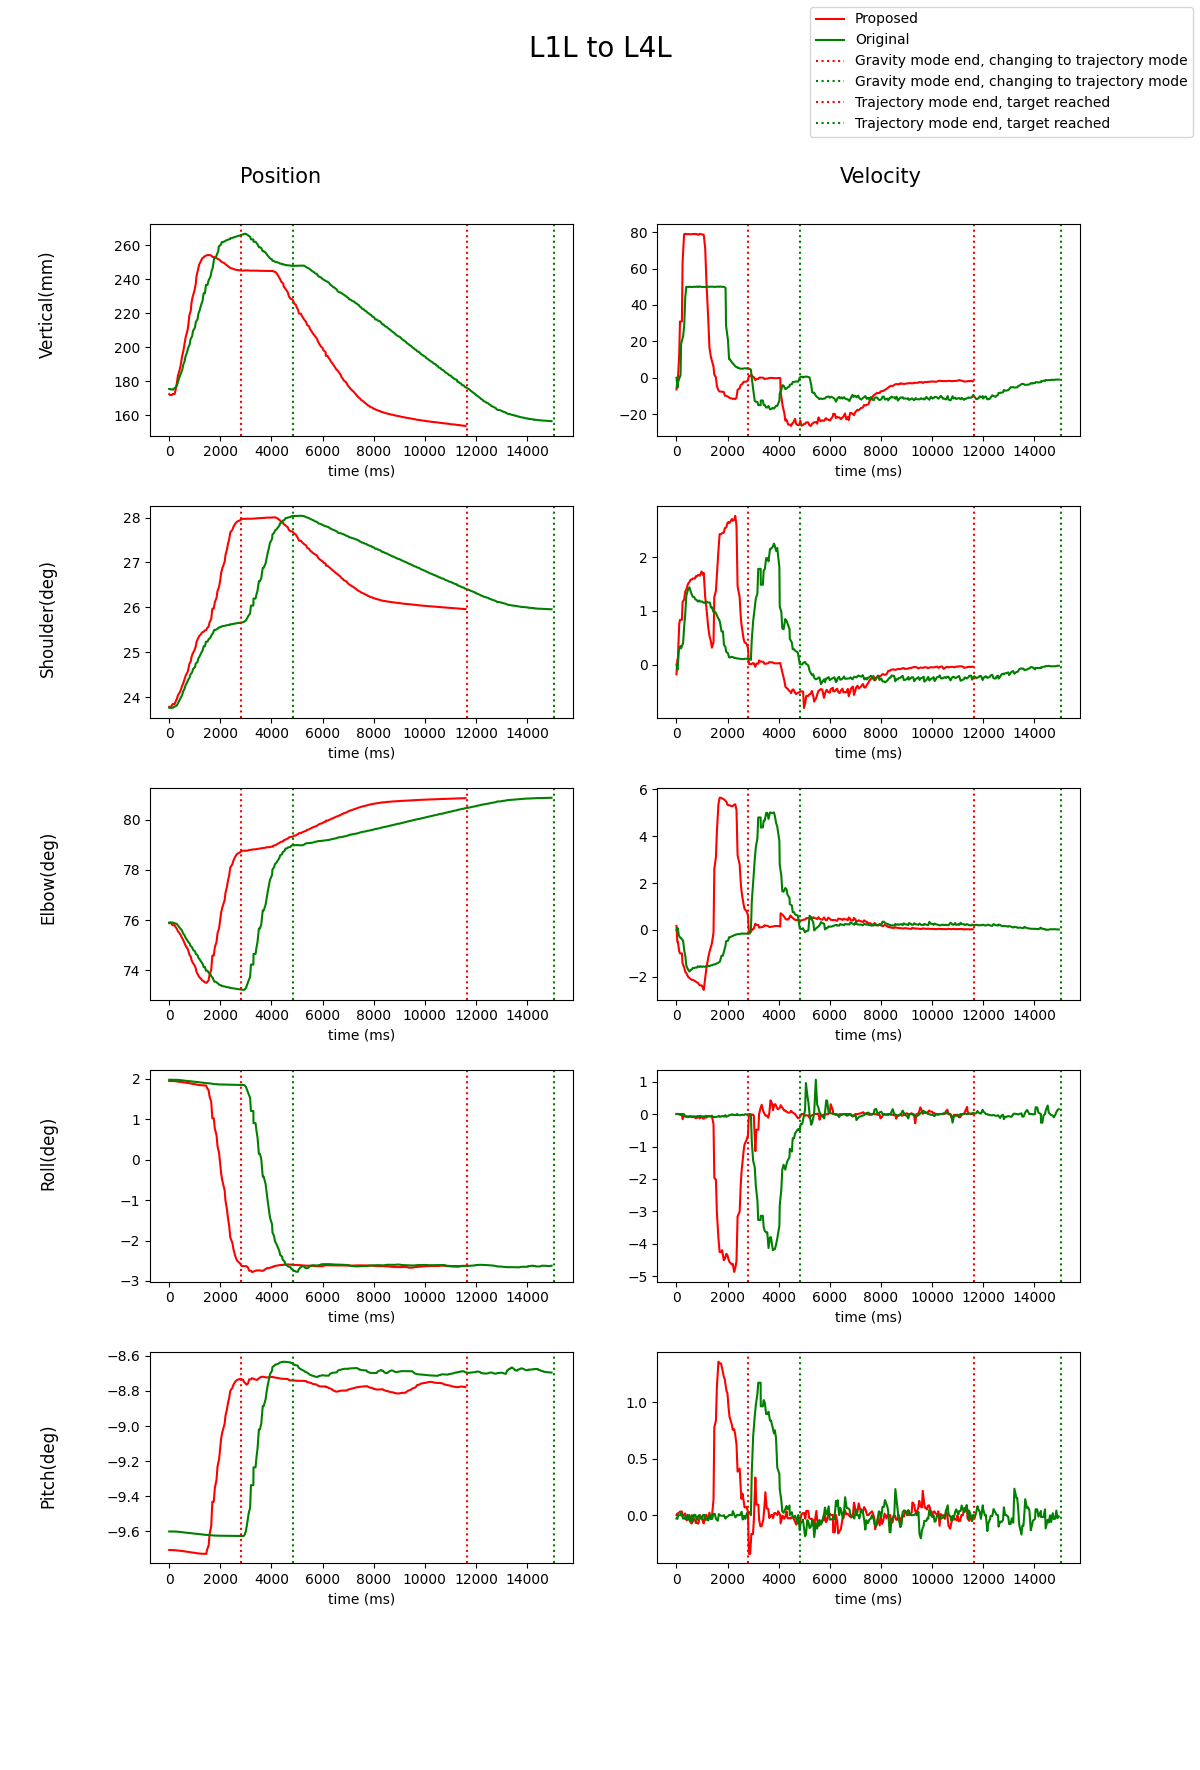 L1L to L4L
Proposed
Original
Gravity mode end, changing to trajectory mode
Gravity mode end, changing to trajectory mode
Trajectory mode end, target reached
Trajectory mode end, target reached
Position
Velocity
Vertical(mm)
260
240
220
200
180
160
0 2000 4000 6000 8000 10000 12000 14000
time (ms)
80
60
40
20
0
−20
0 2000 4000 6000 8000 10000 12000 14000
time (ms)
Shoulder(deg)
28
27
26
25
24
0 2000 4000 6000 8000 10000 12000 14000
time (ms)
2
1
0
0 2000 4000 6000 8000 10000 12000 14000
time (ms)
Elbow(deg)
80
78
76
74
0 2000 4000 6000 8000 10000 12000 14000
time (ms)
6
4
2
0
−2
0 2000 4000 6000 8000 10000 12000 14000
time (ms)
Roll(deg)
2
1
0
−1
−2
−3
0 2000 4000 6000 8000 10000 12000 14000
time (ms)
1
0
−1
−2
−3
−4
−5
0 2000 4000 6000 8000 10000 12000 14000
time (ms)
Pitch(deg)
−8.6
−8.8
−9.0
−9.2
−9.4
−9.6
0 2000 4000 6000 8000 10000 12000 14000
time (ms)
1.0
0.5
0.0
0 2000 4000 6000 8000 10000 12000 14000
time (ms)